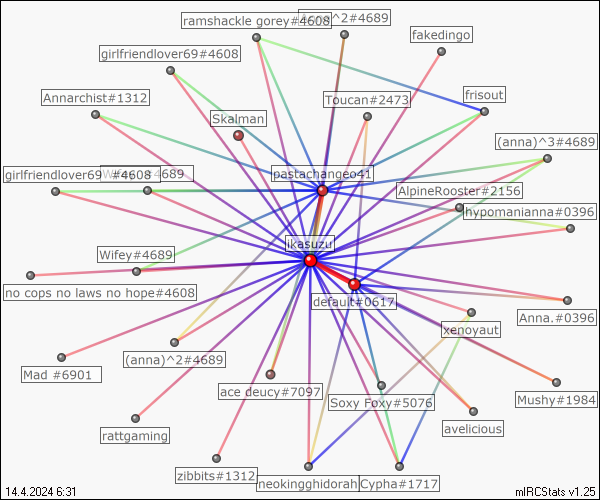 ramshackle gorey#4608
^2#4689
fakedingo
girlfriendlover69#4608
Annarchist#1312
Toucan#2473
frisout
Skalman
(anna)^3#4689
girlfriendlover69 #4608
#4689
pastachangeo41
AlpineRooster#2156
hypomanianna#0396
ikasuzu
Wifey#4689
no cops no laws no hope#4608
default#0617
Anna.#0396
xenoyaut
(anna)^2#4689
Mad #6901
ace deucy#7097
Soxy Foxy#5076
Mushy#1984
rattgaming
avelicious
zibbits#1312
neokingghidorah
Cypha#1717
14.4.2024 6:31
mIRCStats v1.25